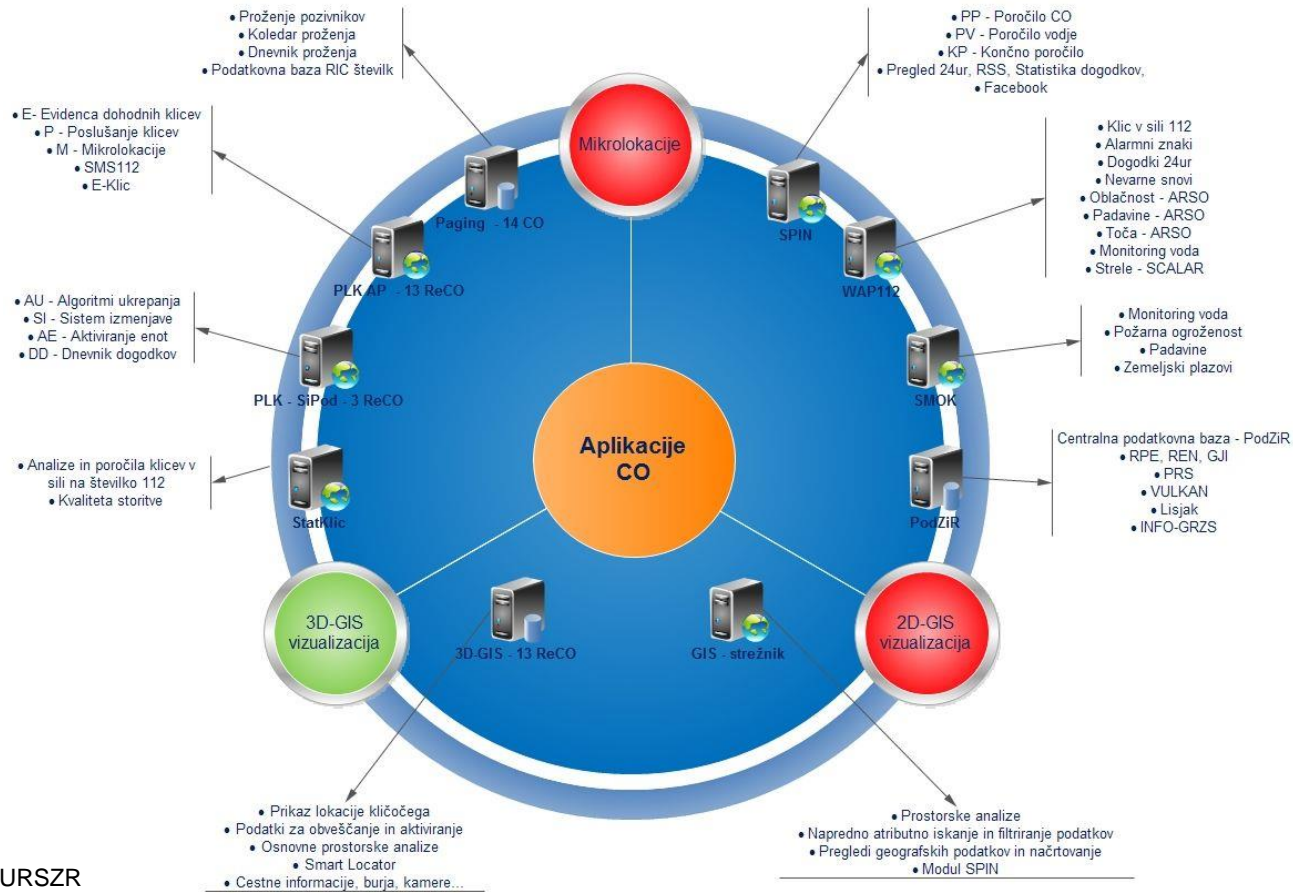 • Proženje pozivnikov
• Koledar proženja
• Dnevnik proženja
• Podatkovna baza RIC številk
• PP - Poročilo CO
• PV - Poročilo vodje
• KP - Končno poročilo
• Pregled 24ur, RSS, Statistika dogodkov,
• Facebook
• E- Evidenca dohodnih klicev
• P - Poslušanje klicev
• M - Mikrolokacije
• SMS112
• E-Klic
Mikrolokacije
• Klic v sili 112
• Alarmni znaki
• Dogodki 24ur
• Nevarne snovi
• Oblačnost - ARSO
• Padavine - ARSO
• Toča - ARSO
• Monitoring voda
• Strele - SCALAR
Paging - 14 CO
SPIN
PLK AP - 13 ReCO
WAP112
• AU - Algoritmi ukrepanja
• SI - Sistem izmenjave
• AE - Aktiviranje enot
• DD - Dnevnik dogodkov
• Monitoring voda
• Požarna ogroženost
• Padavine
• Zemeljski plazovi
PLK - SiPod - 3 ReCO
SMOK
Aplikacije
CO
• Analize in poročila klicev v
sili na številko 112
• Kvaliteta storitve
Centralna podatkovna baza - PodZiR
• RPE, REN, GJI
• PRS
• VULKAN
• Lisjak
• INFO-GRZS
StatKlic
PodZiR
3D-GIS
vizualizacija
3D-GIS - 13 ReCO
GIS - strežnik
2D-GIS
vizualizacija
• Prikaz lokacije kličočega
• Podatki za obveščanje in aktiviranje
• Osnovne prostorske analize
• Smart Locator
• Cestne informacije, burja, kamere...
• Prostorske analize
• Napredno atributno iskanje in filtriranje podatkov
• Pregledi geografskih podatkov in načrtovanje
• Modul SPIN
URSZR